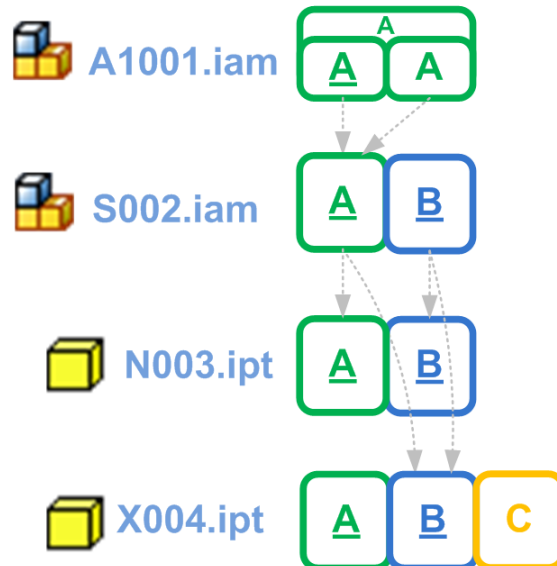 A
A1001.iam A A
S002.iam A B
N003.ipt A B
X004.ipt A B C